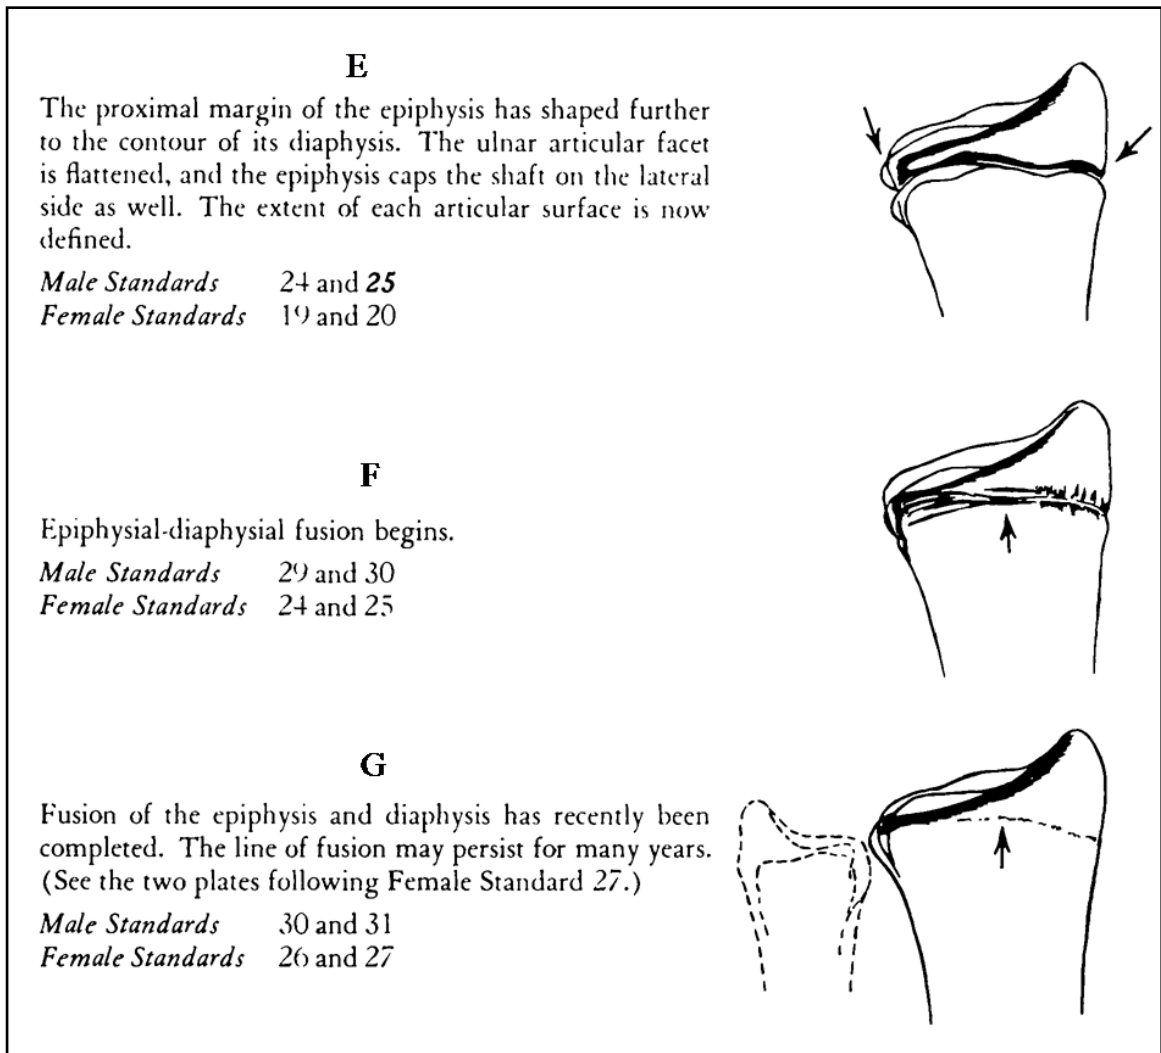 E
The proximal margin of the epiphysis has shaped further
to the contour of its diaphysis. The ulnar articular facet
is flattened, and the epiphysis caps the shaft on the lateral
side as well. The extent of each articular surface is now
defined.
Male Standards 24 and 25
Female Standards 19 and 20
F
Epiphysial-diaphysial fusion begins.
Male Standards 29 and 30
Female Standards 24 and 25
G
Fusion of the epiphysis and diaphysis has recently been
completed. The line of fusion may persist for many years.
(See the two plates following Female Standard 27.)
Male Standards 30 and 31
Female Standards 26 and 27